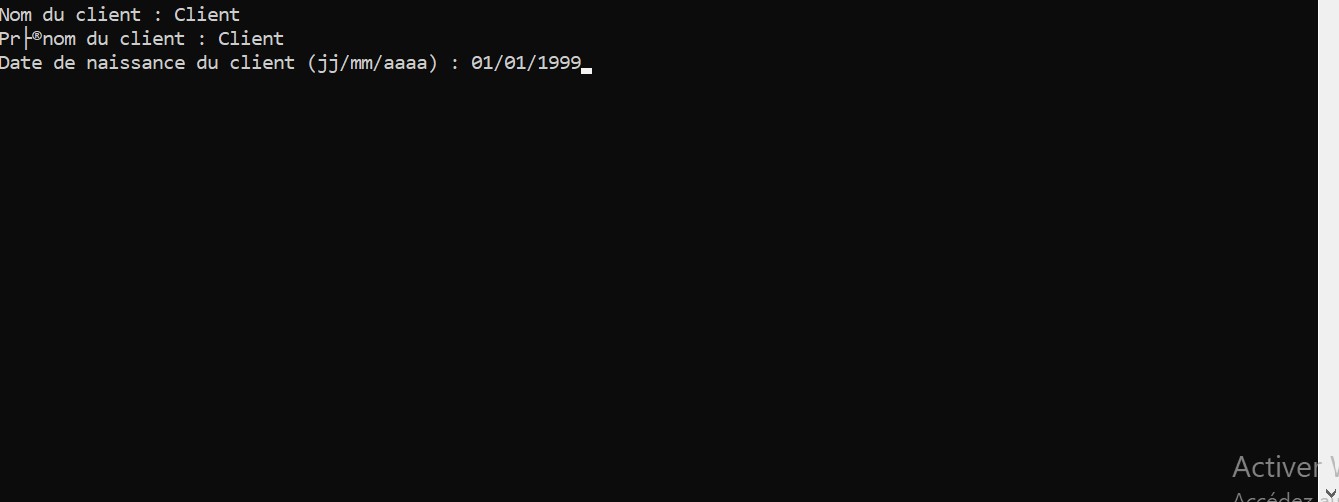 Nom du client : Client
Pr├®nom du client : Client
Date de naissance du client (jj/mm/aaaa) : 01/01/1999
Activer
Accédez